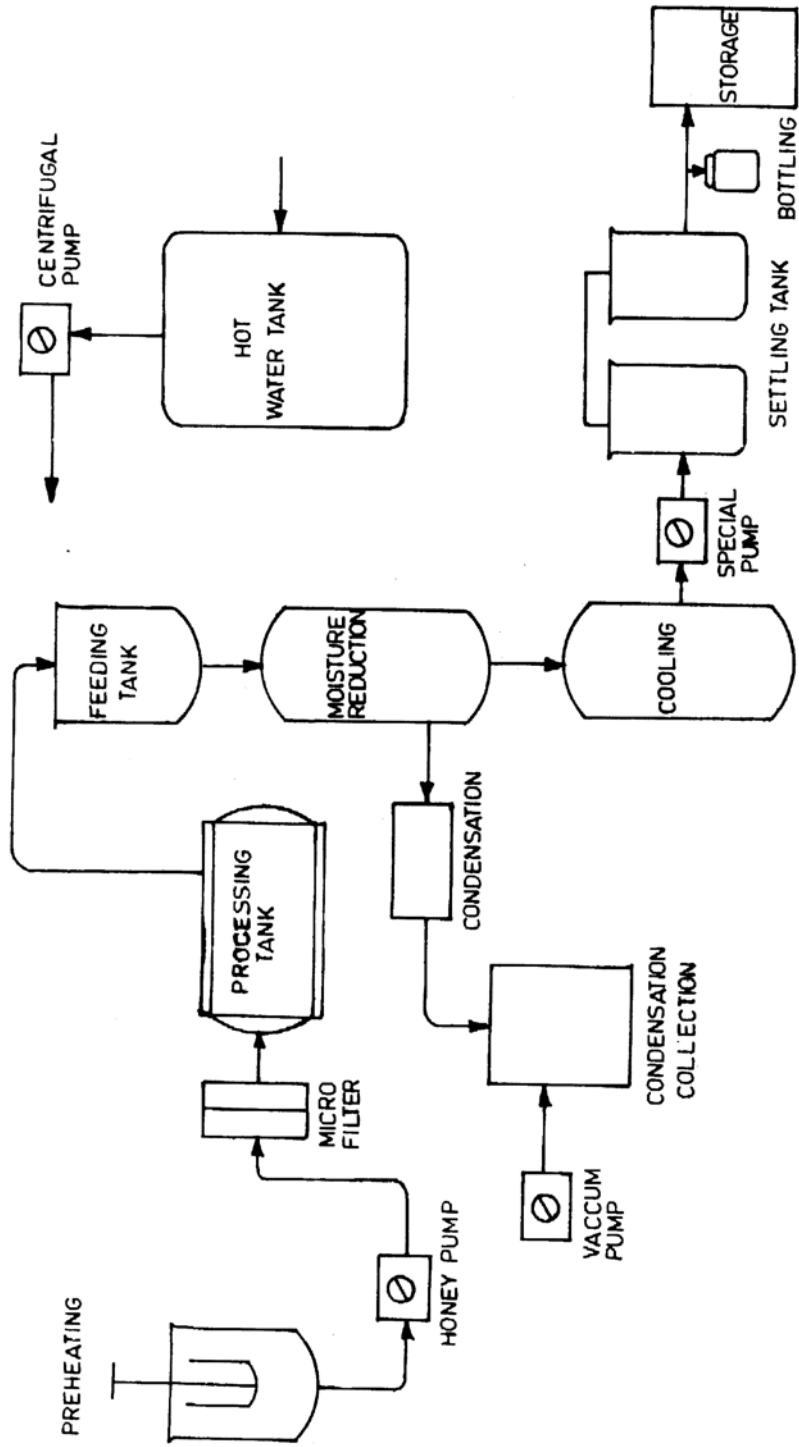 PREHEATING
HONEY PUMP
MICRO
FILTER
PROCESSING
TANK
FEEDING
TANK
MOISTURE
REDUCTION
CONDENSATION
CONDENSATION
COLLECTION
VACCUM
PUMP
COOLING
SPECIAL
PUMP
SETTLING TANK
BOTTLING
STORAGE
CENTRIFUGAL
PUMP
HOT
WATER TANK